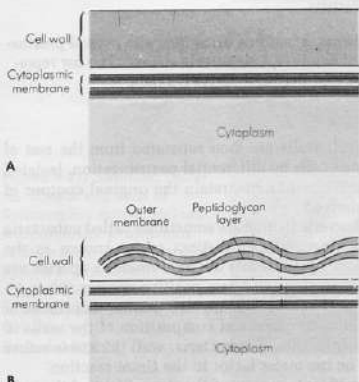 Cell wall
Cytoplasmic
membrane
Cytoplasm
A
Outer
membrane
Peptidoglycan
layer
Cell wall
Cytoplasmic
membrane
Cytoplasm
B